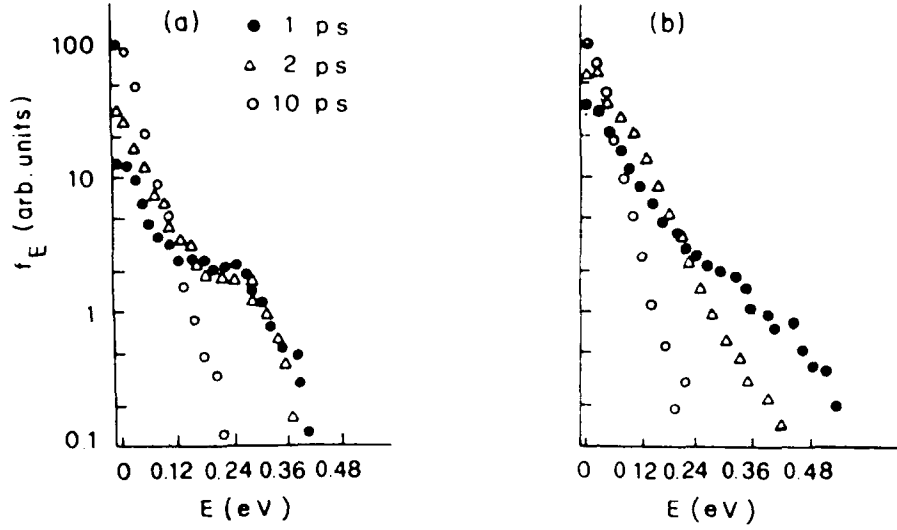 (a)
● 1 ps
△ 2 ps
○ 10 ps
(b)
100
10
1
0.1
f_E (arb. units)
0 0.12 0.24 0.36 0.48
E (eV)
0 0.12 0.24 0.36 0.48
E (eV)